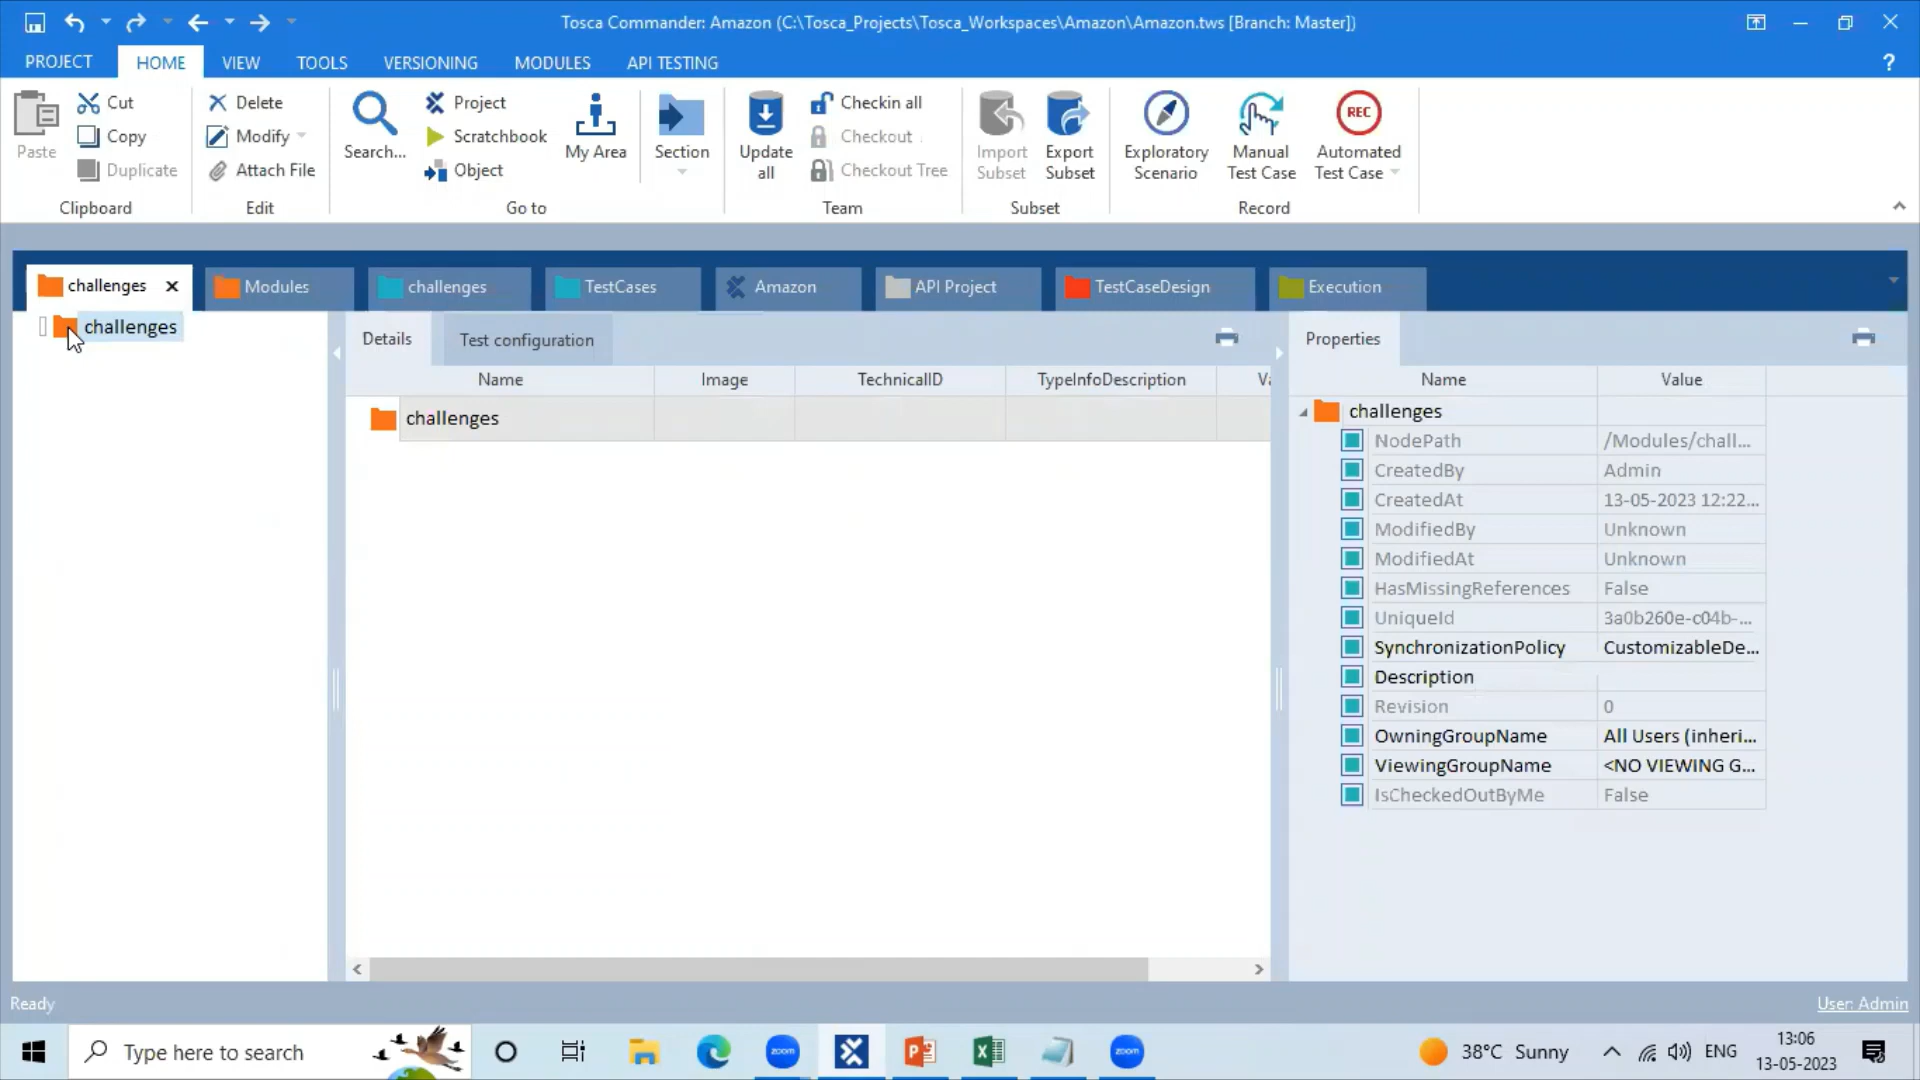 Tosca Commander: Amazon (C:\Tosca_Projects\Tosca_Workspaces\Amazon\Amazon.tws [Branch: Master])
PROJECT HOME VIEW TOOLS VERSIONING MODULES API TESTING ?
Paste
Cut
Copy
Duplicate
Clipboard
Delete
Modify
Attach File
Edit
Search...
Project
Scratchbook
Object
My Area
Section
Go to
Update all
Checkin all
Checkout
Checkout Tree
Team
Import Subset
Export Subset
Subset
Exploratory Scenario
Manual Test Case
REC
Automated Test Case
Record
challenges Modules challenges TestCases Amazon API Project TestCaseDesign Execution
challenges
Details Test configuration
Name Image TechnicalID TypeInfoDescription Va
challenges
Properties
Name Value
challenges
NodePath /Modules/chall...
CreatedBy Admin
CreatedAt 13-05-2023 12:22...
ModifiedBy Unknown
ModifiedAt Unknown
HasMissingReferences False
UniqueId 3a0b260e-c04b-...
SynchronizationPolicy CustomizableDe...
Description
Revision 0
OwningGroupName All Users (inheri...
ViewingGroupName <NO VIEWING G...
IsCheckedOutByMe False
Ready User: Admin
Type here to search zoom zoom 38°C Sunny ENG 13:06
13-05-2023